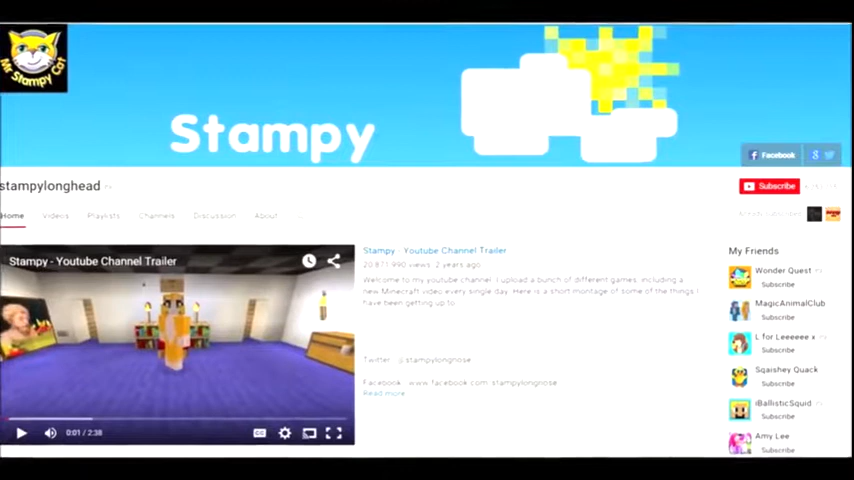 Mr Stampy Cat
Stampy
Facebook
stampylonghead
Subscribe
Home Videos Playlists Channels Discussion About
Stampy - Youtube Channel Trailer
0:01 / 2:38
Stampy - Youtube Channel Trailer
20,871,990 views 2 years ago
Welcome to my youtube channel. I upload a bunch of different games, including a
new Minecraft video every single day. Here is a short montage of some of the things I
have been getting up to
Twitter - @stampylongnose
Facebook - www.facebook.com/stampylongnose
Read more
My Friends
Wonder Quest
Subscribe
MagicAnimalClub
Subscribe
L for Leeeeee x
Subscribe
Sqaishey Quack
Subscribe
iBallisticSquid
Subscribe
Amy Lee
Subscribe